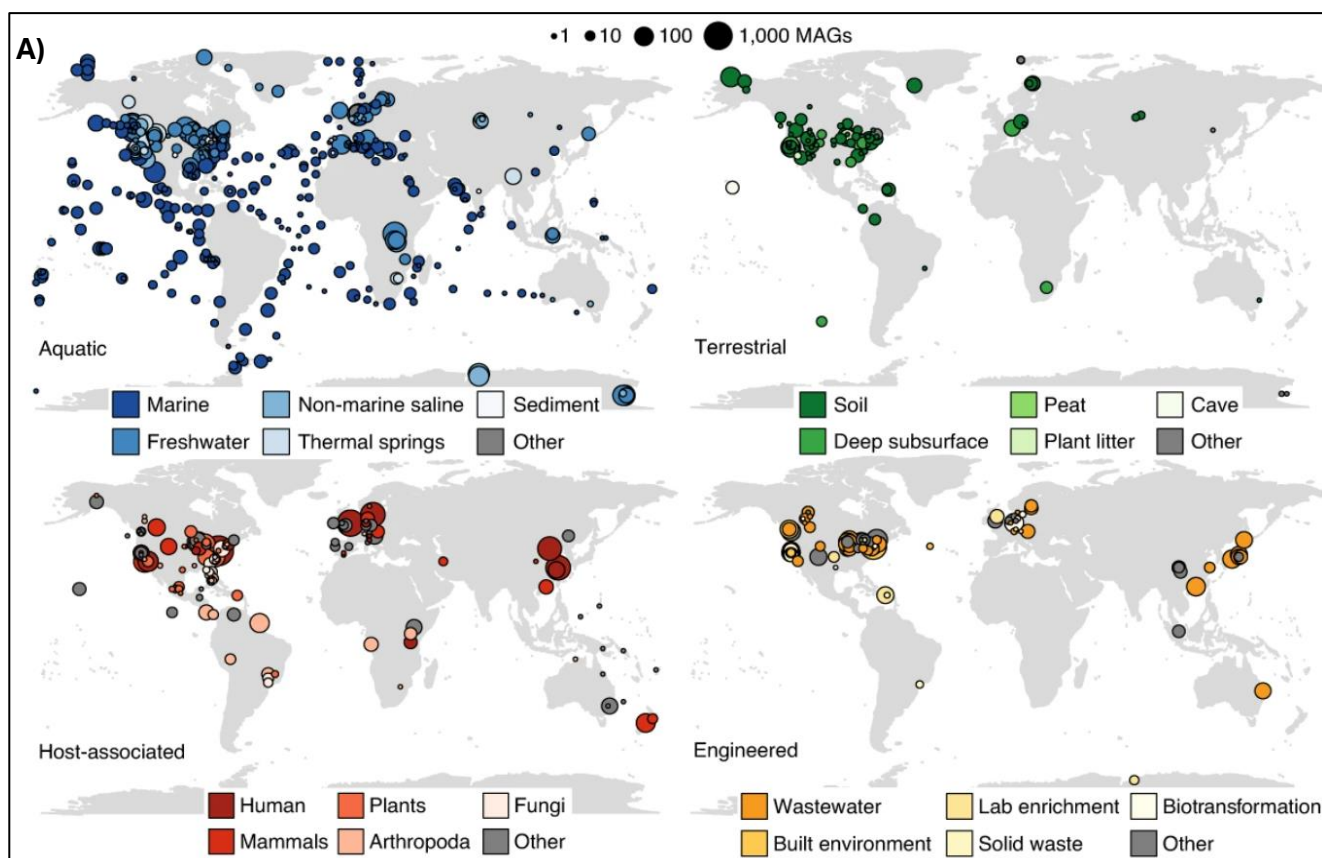 A)
1 10 100 1,000 MAGs
Aquatic
Terrestrial
Marine Non-marine saline Sediment
Freshwater Thermal springs Other
Soil Peat Cave
Deep subsurface Plant litter Other
Host-associated
Engineered
Human Plants Fungi
Mammals Arthropoda Other
Wastewater Lab enrichment Biotransformation
Built environment Solid waste Other